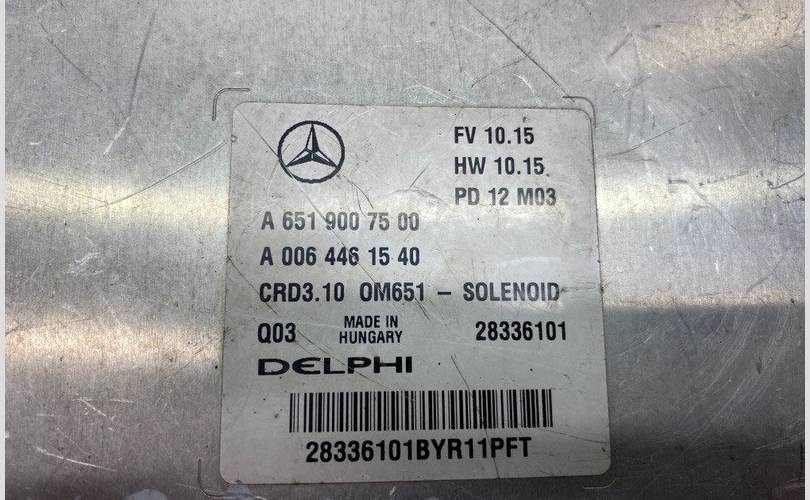 FV 10.15
HW 10.15
PD 12 M03
A 651 900 75 00
A 006 446 15 40
CRD3.10 OM651 – SOLENOID
Q03 MADE IN HUNGARY 28336101
DELPHI
28336101BYR11PFT